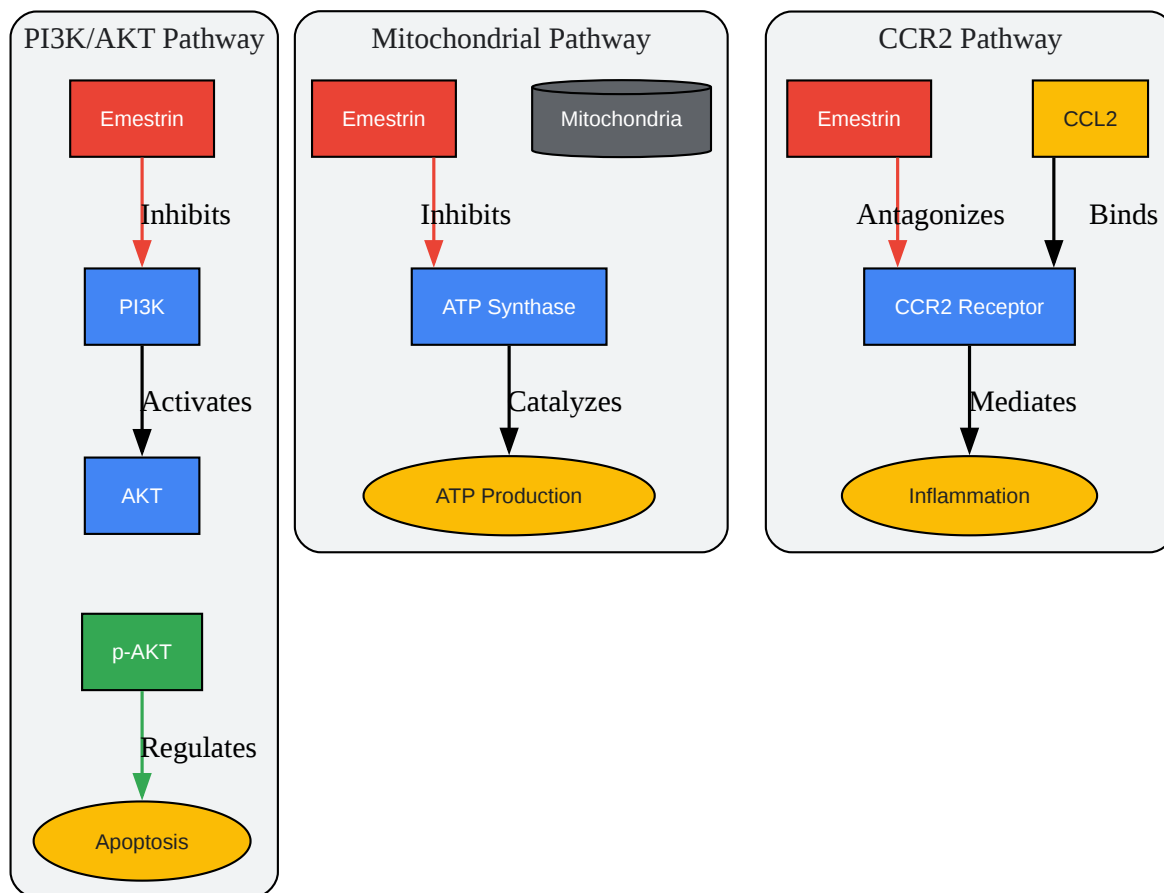 PI3K/AKT Pathway
Emestrin
Inhibits
PI3K
Activates
AKT
p-AKT
Regulates
Apoptosis
Mitochondrial Pathway
Emestrin
Mitochondria
Inhibits
ATP Synthase
Catalyzes
ATP Production
CCR2 Pathway
Emestrin
CCL2
Antagonizes
Binds
CCR2 Receptor
Mediates
Inflammation